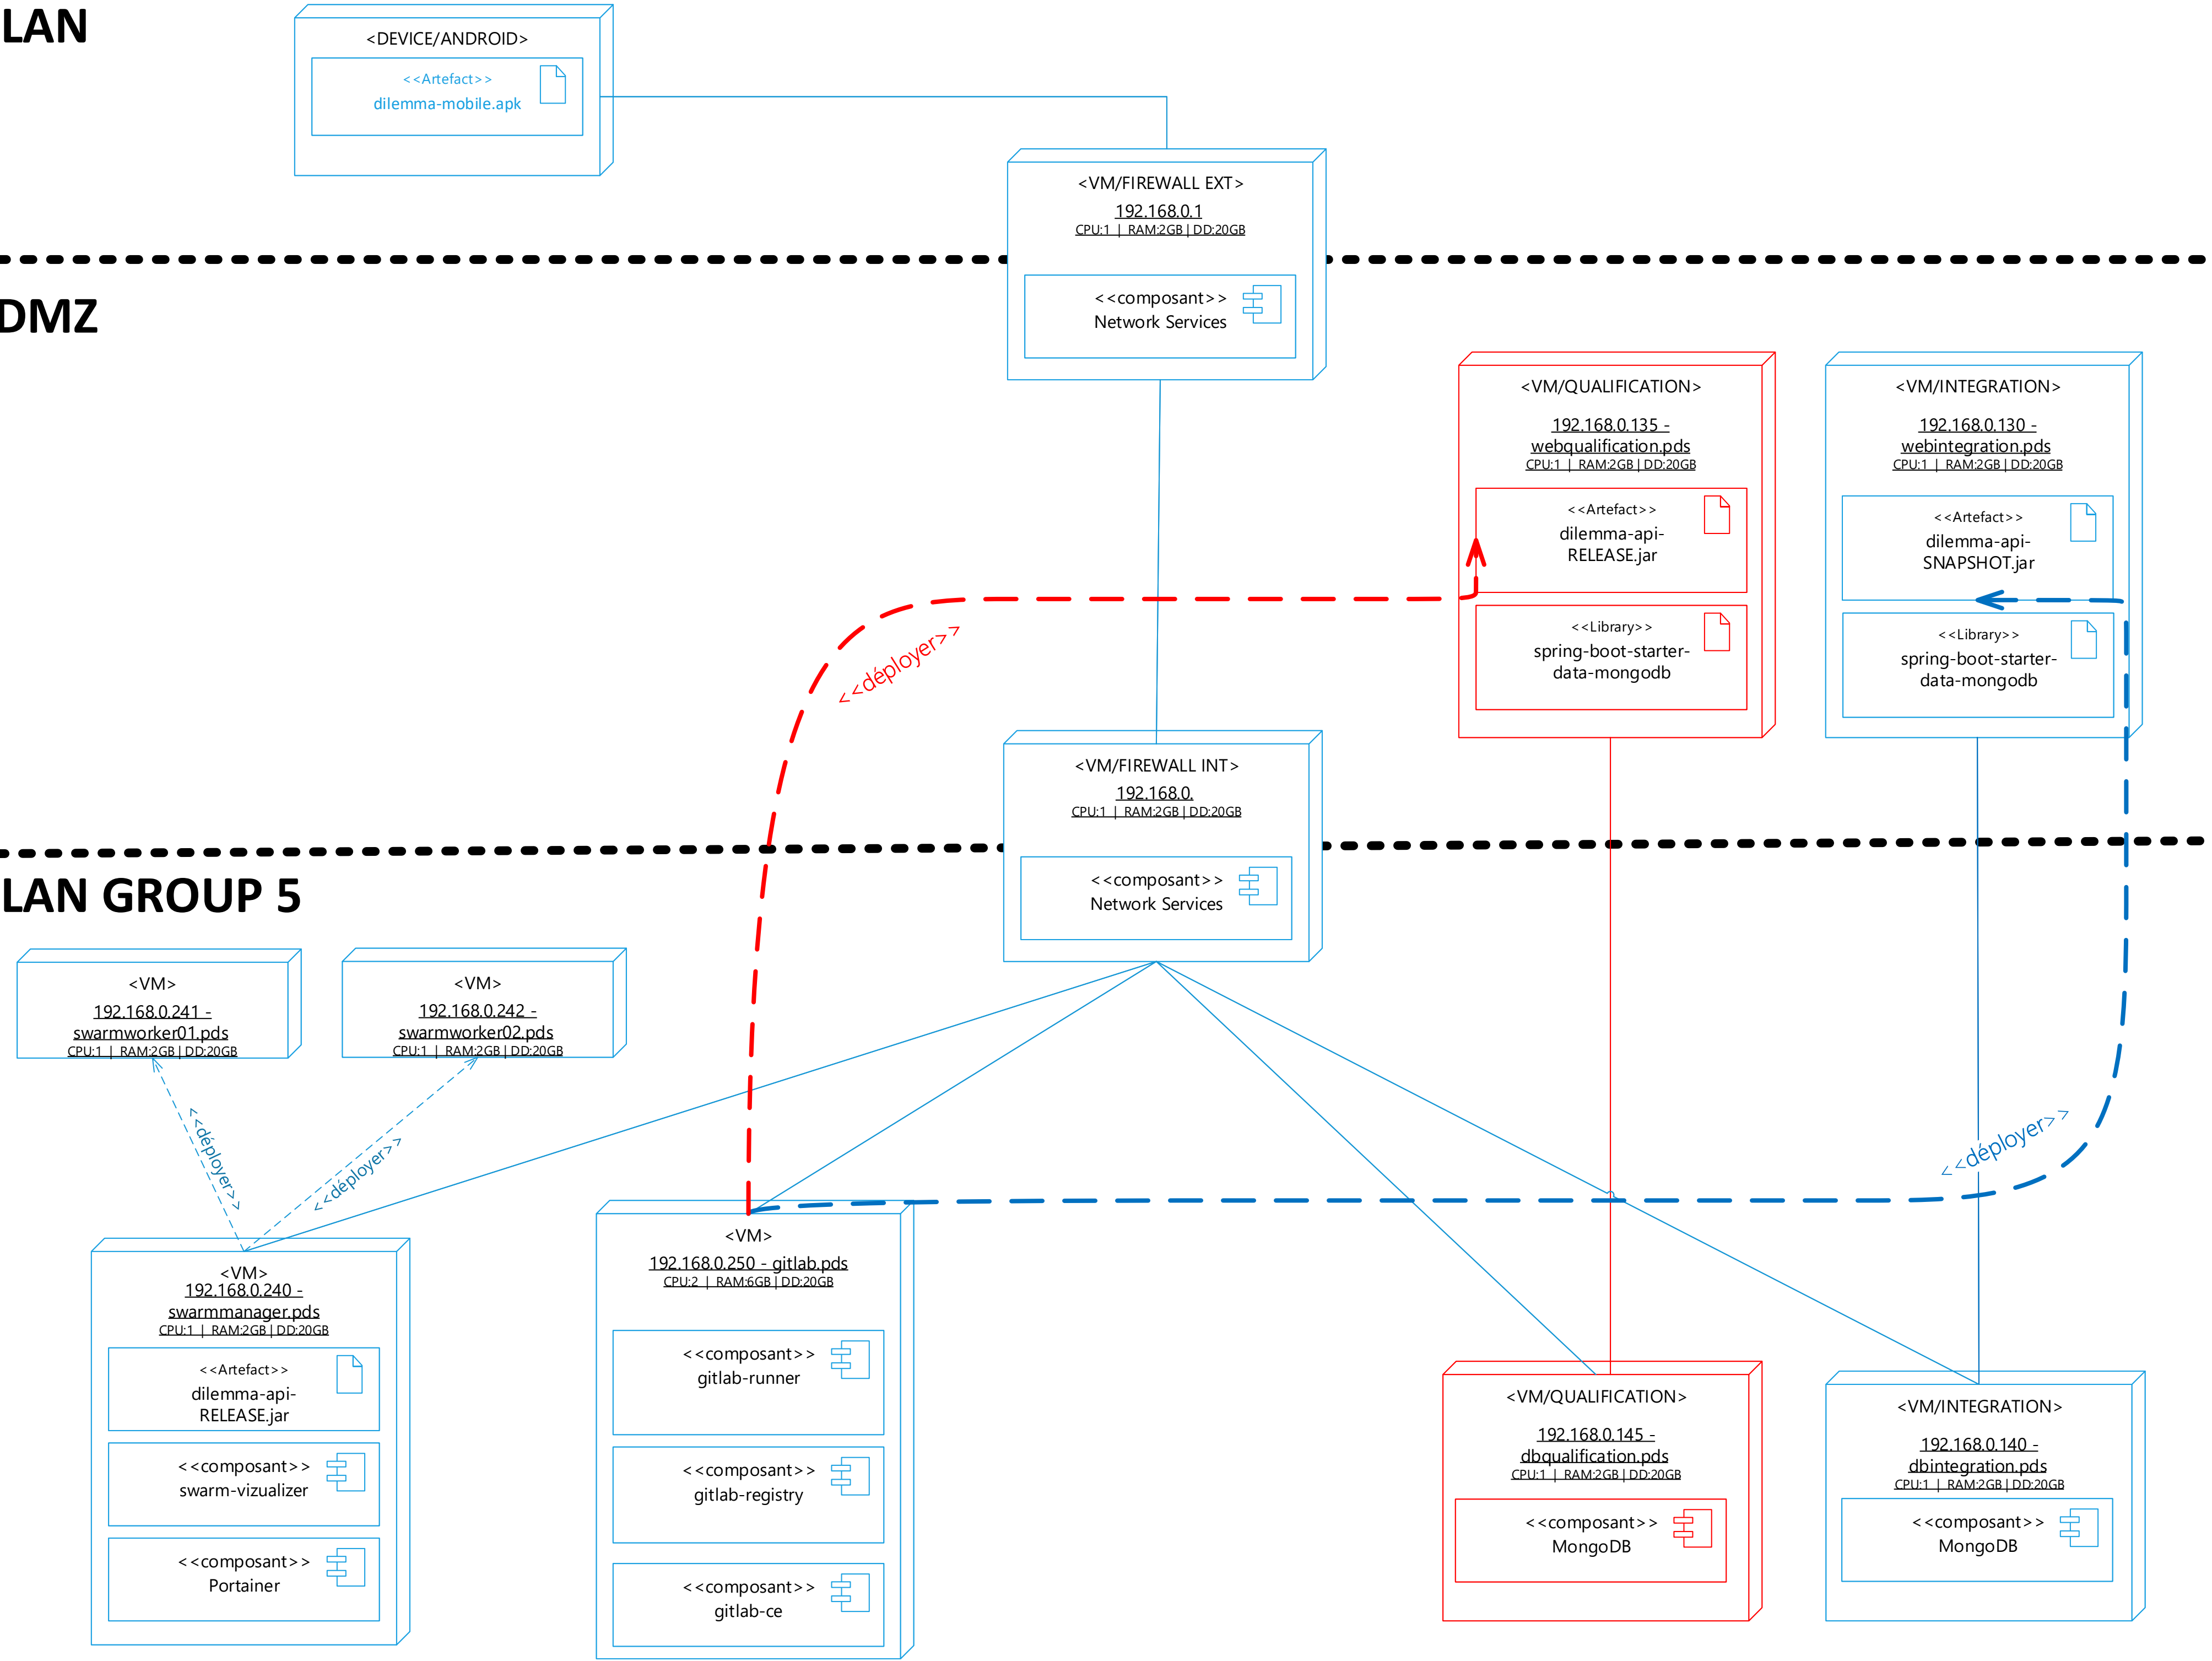 LAN
<DEVICE/ANDROID>
<<Artefact>>
dilemma-mobile.apk
<VM/FIREWALL EXT>
192.168.0.1
CPU:1 | RAM:2GB | DD:20GB
<<composant>>
Network Services
DMZ
<VM/QUALIFICATION>
192.168.0.135 -
webqualification.pds
CPU:1 | RAM:2GB | DD:20GB
<<Artefact>>
dilemma-api-
RELEASE.jar
<<Library>>
spring-boot-starter-
data-mongodb
<VM/INTEGRATION>
192.168.0.130 -
webintegration.pds
CPU:1 | RAM:2GB | DD:20GB
<<Artefact>>
dilemma-api-
SNAPSHOT.jar
<<Library>>
spring-boot-starter-
data-mongodb
<<déployer>>
<VM/FIREWALL INT>
192.168.0.
CPU:1 | RAM:2GB | DD:20GB
<<composant>>
Network Services
LAN GROUP 5
<VM>
192.168.0.241 -
swarmworker01.pds
CPU:1 | RAM:2GB | DD:20GB
<VM>
192.168.0.242 -
swarmworker02.pds
CPU:1 | RAM:2GB | DD:20GB
<<déployer>>
<<déployer>>
<<déployer>>
<VM>
192.168.0.240 -
swarmmanager.pds
CPU:1 | RAM:2GB | DD:20GB
<<Artefact>>
dilemma-api-
RELEASE.jar
<<composant>>
swarm-vizualizer
<<composant>>
Portainer
<VM>
192.168.0.250 - gitlab.pds
CPU:2 | RAM:6GB | DD:20GB
<<composant>>
gitlab-runner
<<composant>>
gitlab-registry
<<composant>>
gitlab-ce
<VM/QUALIFICATION>
192.168.0.145 -
dbqualification.pds
CPU:1 | RAM:2GB | DD:20GB
<<composant>>
MongoDB
<VM/INTEGRATION>
192.168.0.140 -
dbintegration.pds
CPU:1 | RAM:2GB | DD:20GB
<<composant>>
MongoDB